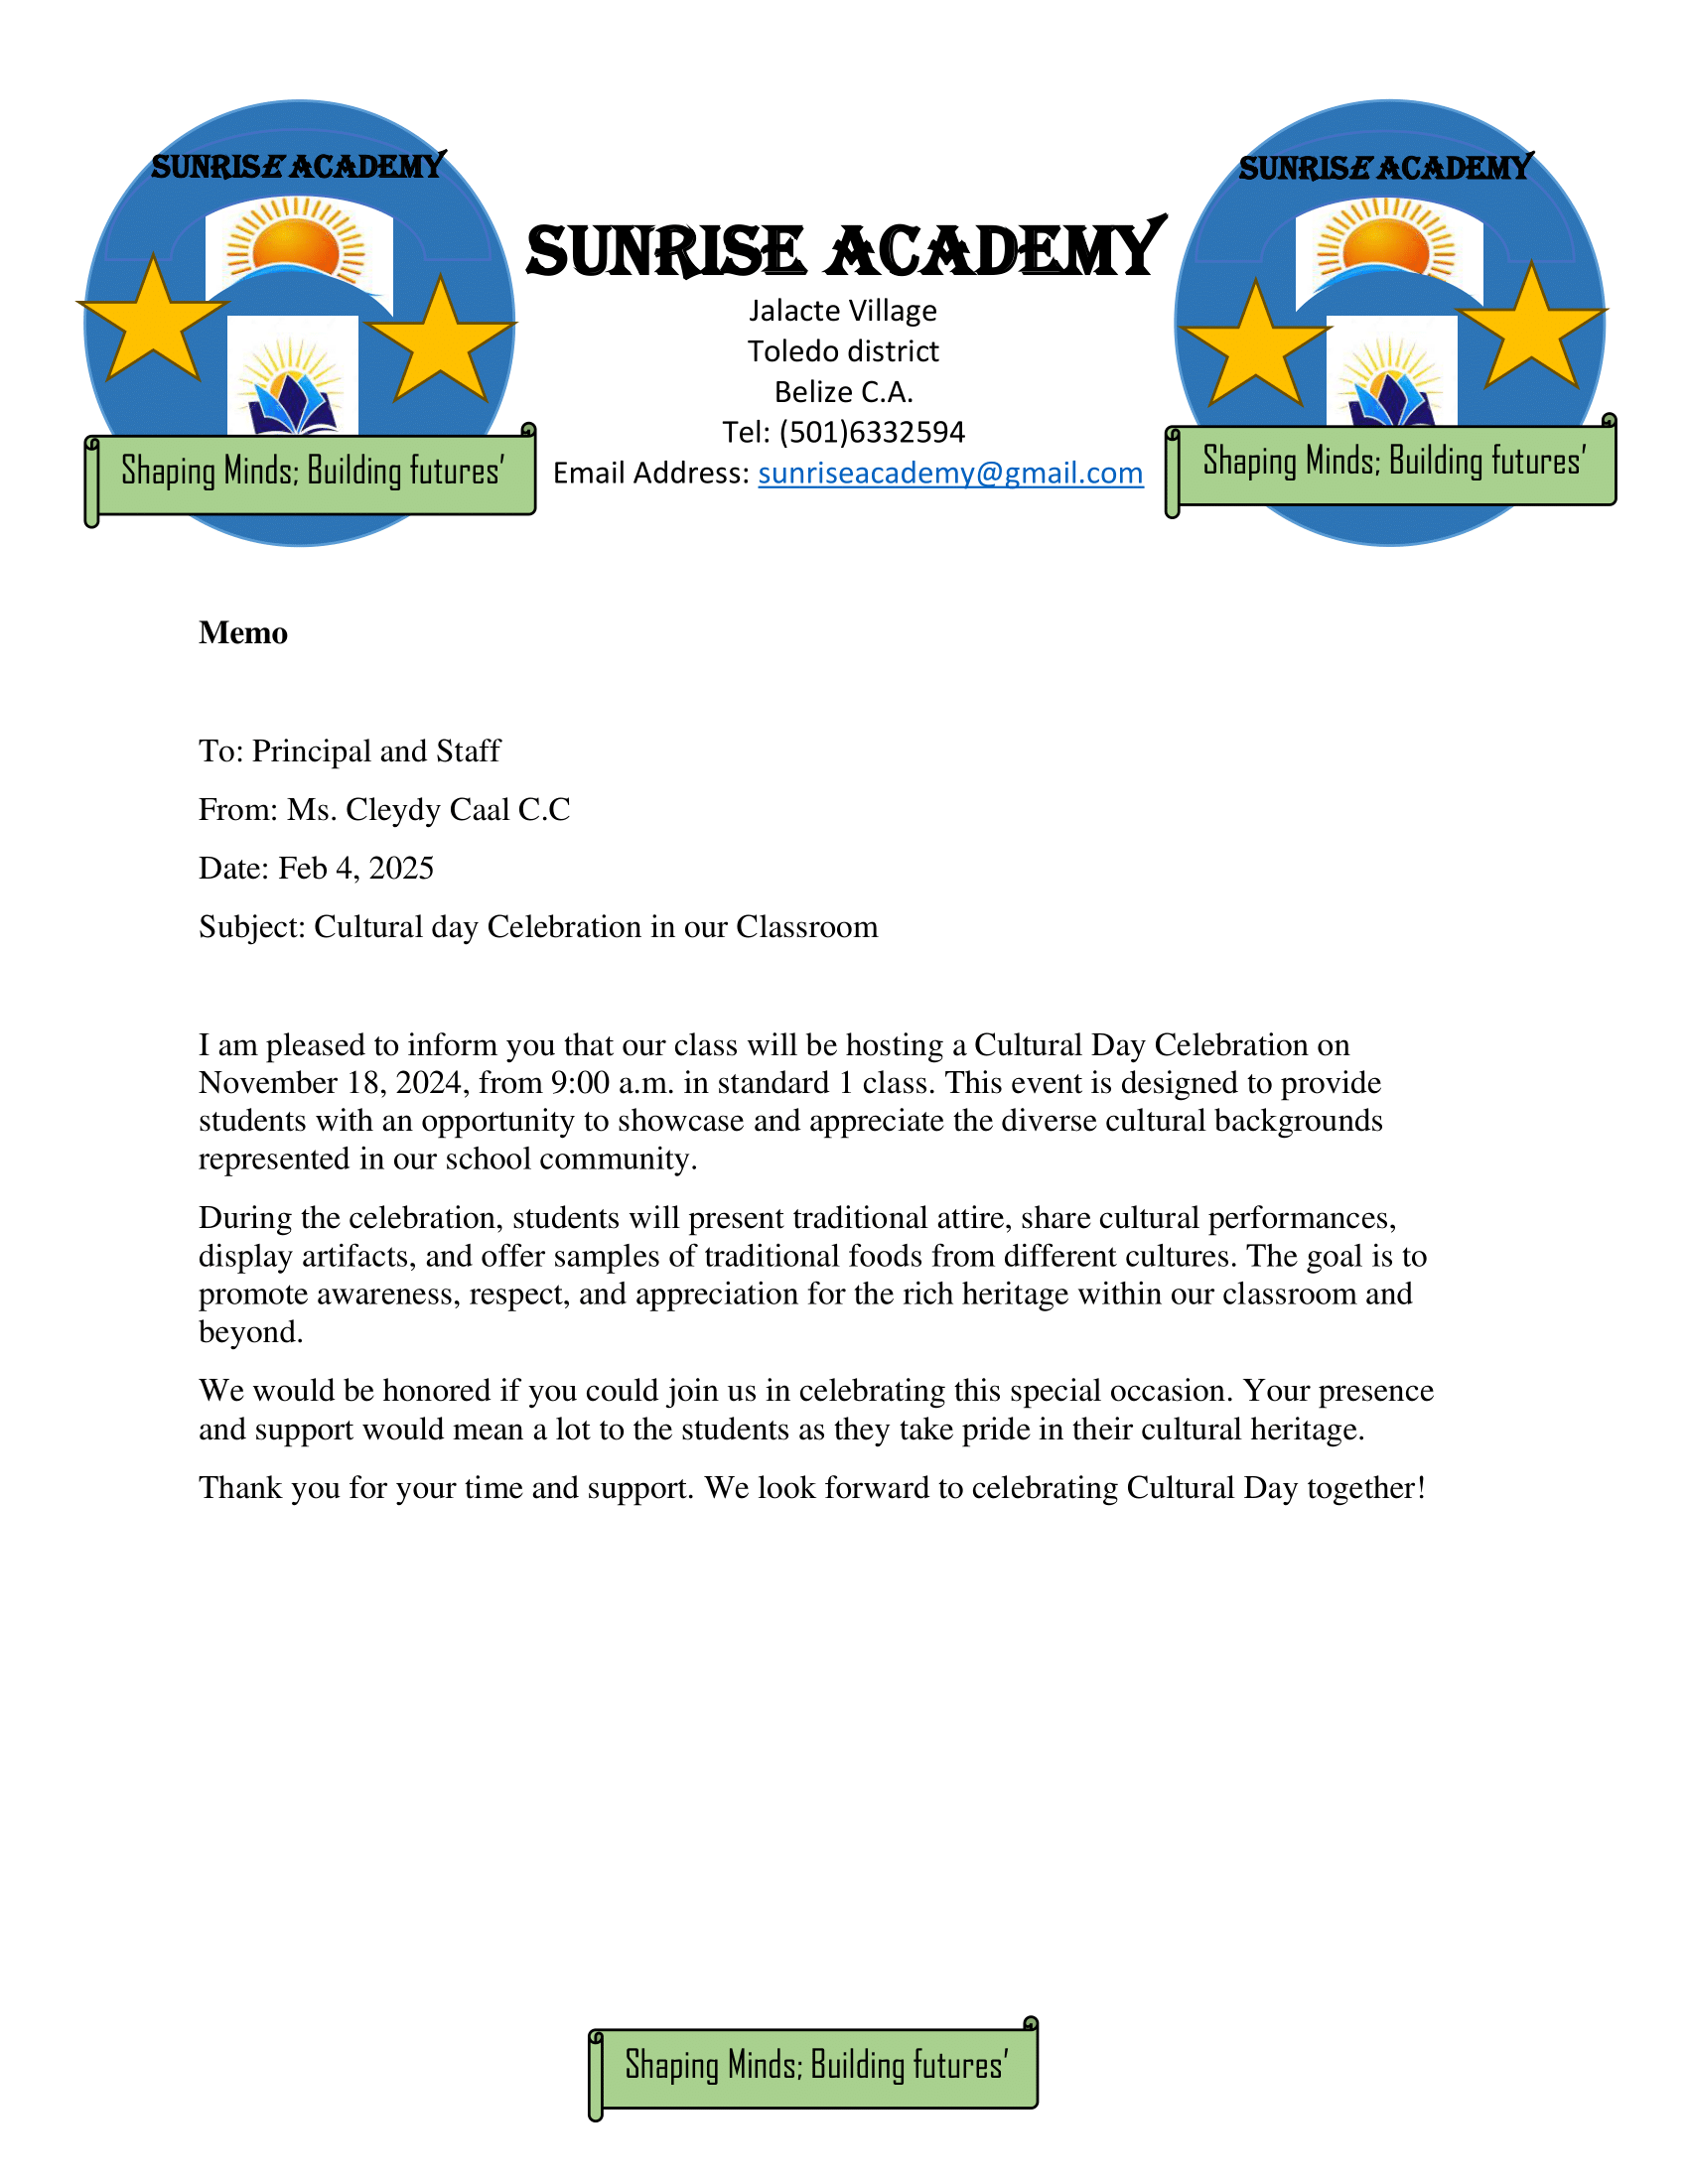 SUNRISE ACADEMY
SUNRISE ACADEMY
SUNRISE ACADEMY
Jalacte Village
Toledo district
Belize C.A.
Tel: (501)6332594
Email Address: sunriseacademy@gmail.com
Shaping Minds; Building futures’
Shaping Minds; Building futures’
Memo
To: Principal and Staff
From: Ms. Cleydy Caal C.C
Date: Feb 4, 2025
Subject: Cultural day Celebration in our Classroom
I am pleased to inform you that our class will be hosting a Cultural Day Celebration on
November 18, 2024, from 9:00 a.m. in standard 1 class. This event is designed to provide
students with an opportunity to showcase and appreciate the diverse cultural backgrounds
represented in our school community.
During the celebration, students will present traditional attire, share cultural performances,
display artifacts, and offer samples of traditional foods from different cultures. The goal is to
promote awareness, respect, and appreciation for the rich heritage within our classroom and
beyond.
We would be honored if you could join us in celebrating this special occasion. Your presence
and support would mean a lot to the students as they take pride in their cultural heritage.
Thank you for your time and support. We look forward to celebrating Cultural Day together!
Shaping Minds; Building futures’